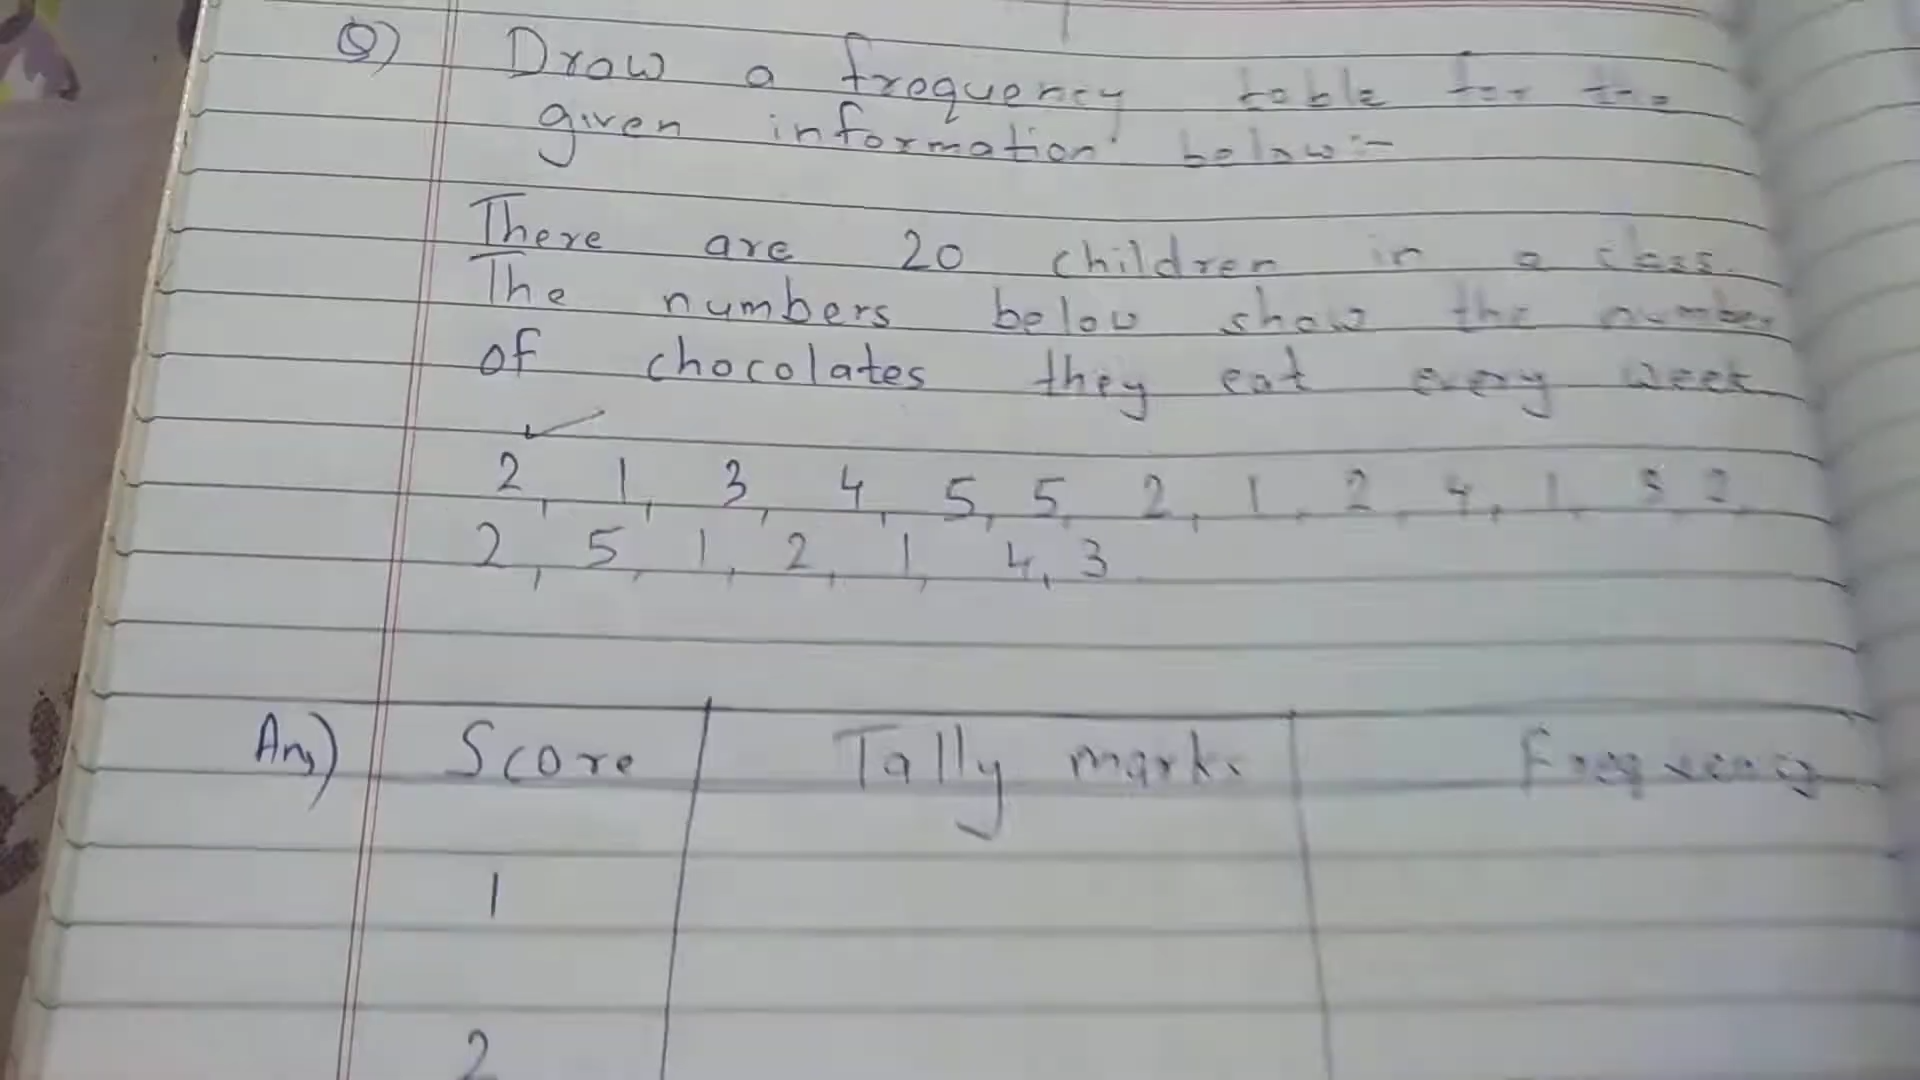 Q) Draw a frequency table for the
given information below:-
There are 20 children in a class.
The numbers below show the number
of chocolates they eat every week
2, 1, 3, 4, 5, 5, 2, 1, 2, 4, 1, 3 2
2, 5, 1, 2, 1, 4, 3
Ans) Score Tally marks Frequency
1
2